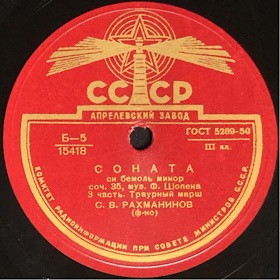 СССР
АПРЕЛЕВСКИЙ ЗАВОД
Б–5
15418
ГОСТ 5289-50
III кл.
СОНАТА
си бемоль минор
соч. 35, муз. Ф. Шопена
3 часть. Траурный марш
С. В. РАХМАНИНОВ
(ф-но)
КОМИТЕТ РАДИОИНФОРМАЦИИ ПРИ СОВЕТЕ МИНИСТРОВ С.С.С.Р.